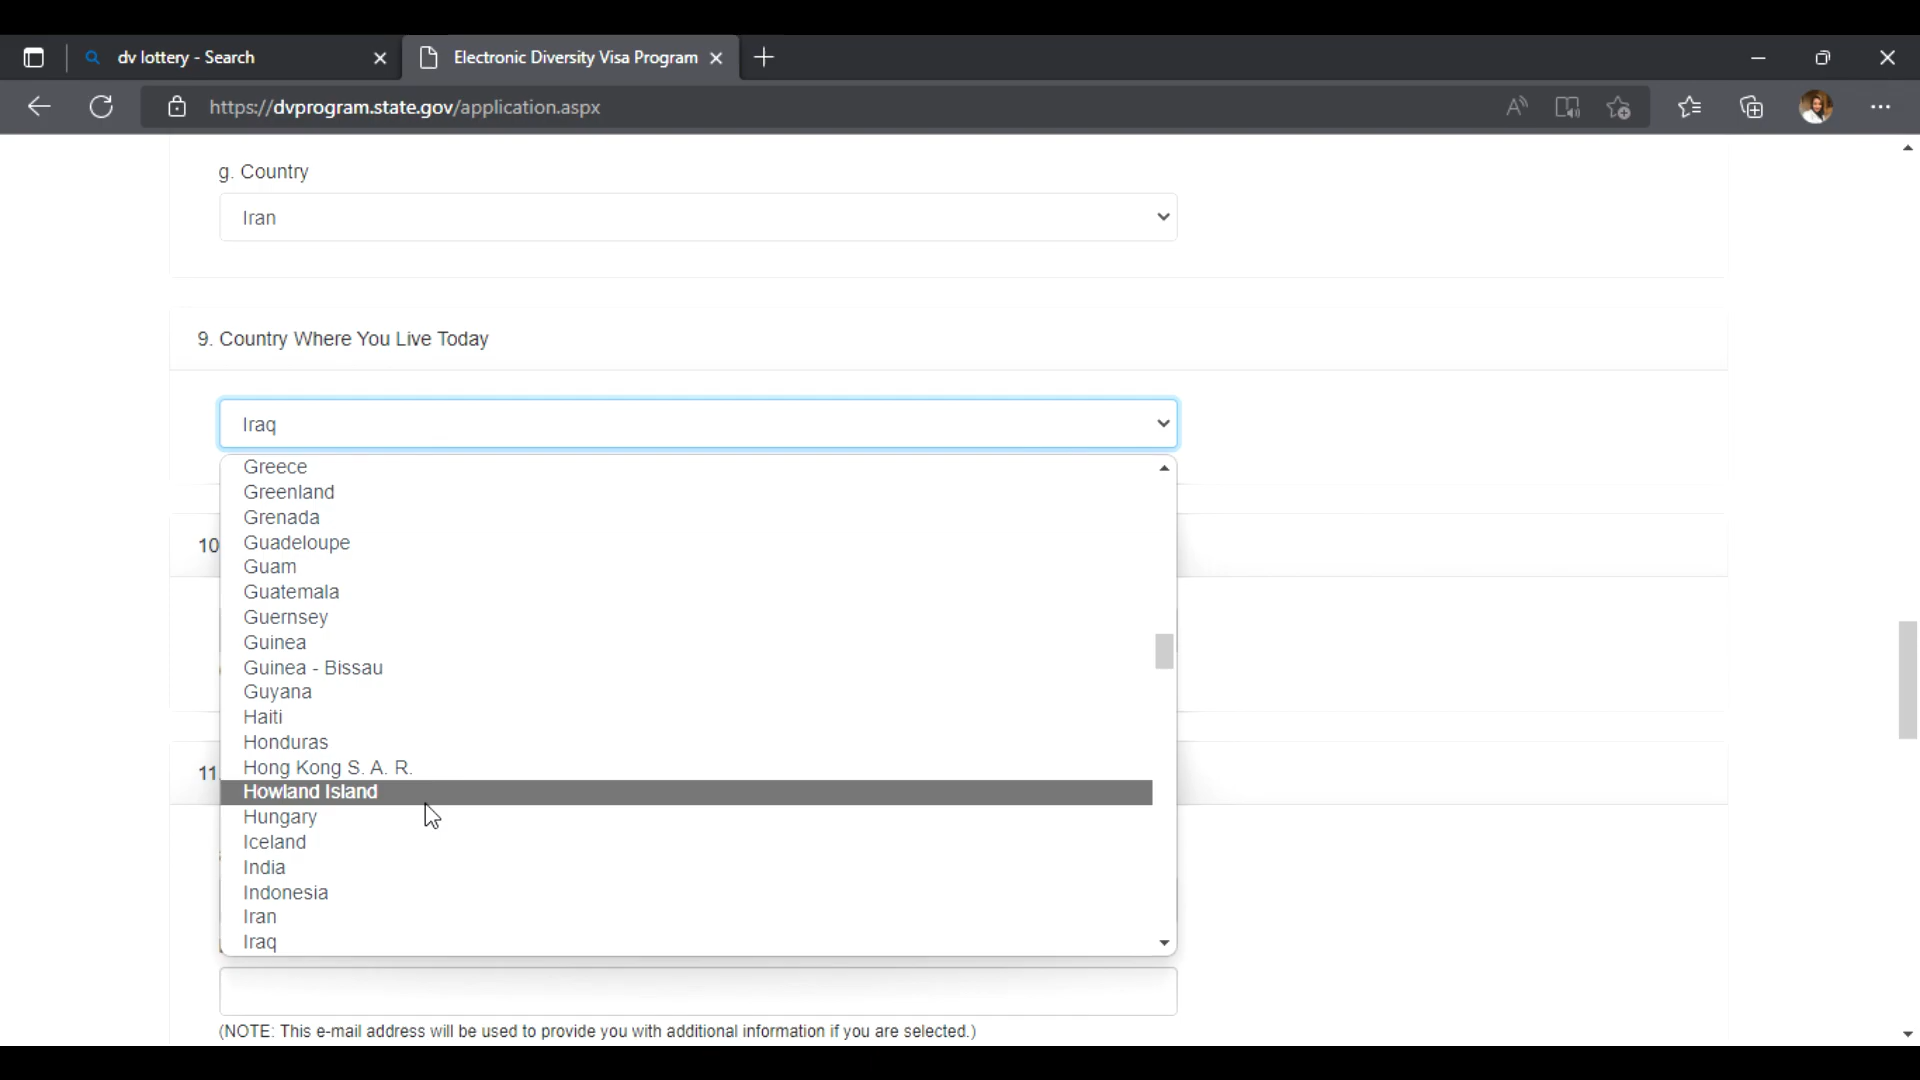 dv lottery - Search
Electronic Diversity Visa Program
https://dvprogram.state.gov/application.aspx
g. Country
Iran
9. Country Where You Live Today
Iraq
Greece
Greenland
Grenada
Guadeloupe
Guam
Guatemala
Guernsey
Guinea
Guinea - Bissau
Guyana
Haiti
Honduras
Hong Kong S. A. R.
Howland Island
Hungary
Iceland
India
Indonesia
Iran
Iraq
10
11.
(NOTE: This e-mail address will be used to provide you with additional information if you are selected.)